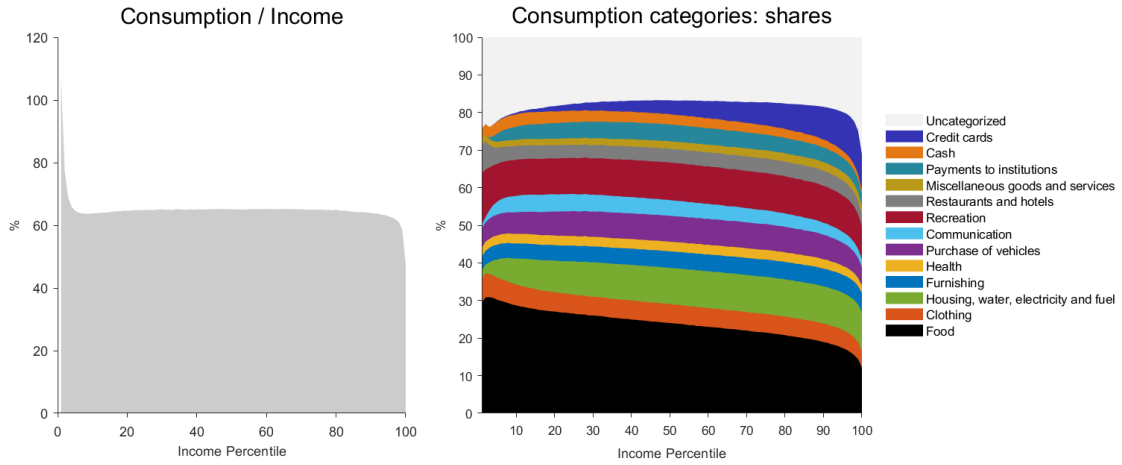 Consumption / Income
120
100
80
60
40
20
0
%
0 20 40 60 80 100
Income Percentile
Consumption categories: shares
100
90
80
70
60
50
40
30
20
10
0
%
10 20 30 40 50 60 70 80 90 100
Income Percentile
Uncategorized
Credit cards
Cash
Payments to institutions
Miscellaneous goods and services
Restaurants and hotels
Recreation
Communication
Purchase of vehicles
Health
Furnishing
Housing, water, electricity and fuel
Clothing
Food